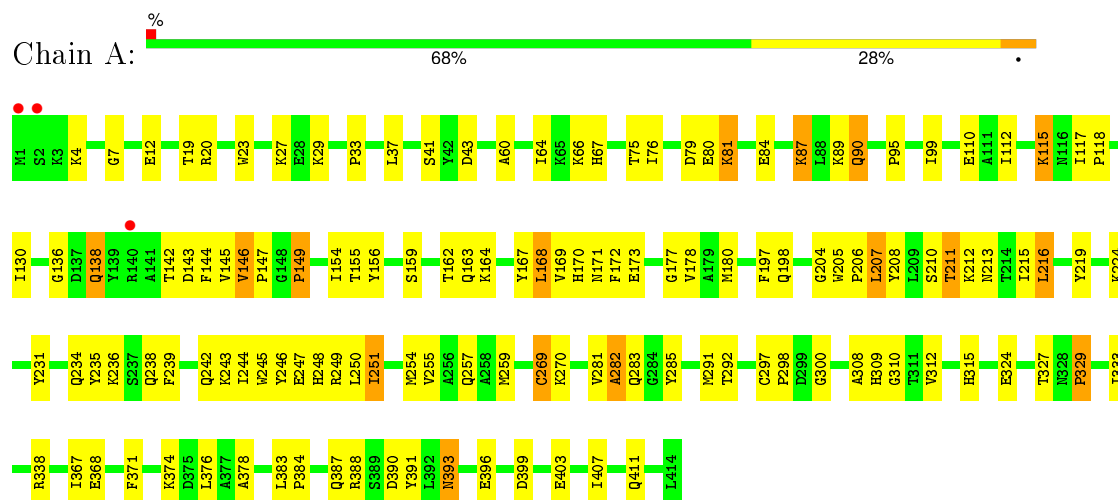 %
Chain A:
68% 28% •
M1 S2 K3 K4 G7 E12 T19 R20 W23 K27 E28 K29 P33 L37 S41 Y42 D43 A60 I64 K65 K66 H67 T75 I76 D79 E80 K81 E84 K87 L88 K89 Q90 P95 I99 E110 A111 I112 K115 N116 I117 P118
I130 G136 D137 Q138 Y139 R140 A141 T142 D143 F144 V145 V146 P147 G148 P149 I154 T155 Y156 S159 T162 Q163 K164 Y167 L168 V169 H170 N171 F172 E173 G177 V178 A179 M180 F197 Q198 G204 W205 P206 L207 Y208 L209 S210 T211 K212 N213 T214 I215 L216 Y219 K224
Y231 Q234 Y235 K236 S237 Q238 F239 Q242 K243 I244 W245 Y246 E247 H248 R249 L250 I251 M254 V255 A256 Q257 A258 M259 C269 K270 V281 A282 Q283 G284 Y285 M291 T292 C297 P298 D299 G300 A308 H309 G310 T311 V312 H315 E324 T327 N328 P329 I333
R338 I367 E368 F371 K374 D375 L376 A377 A378 L383 P384 Q387 R388 S389 D390 Y391 L392 N393 E396 D399 E403 I407 Q411 L414